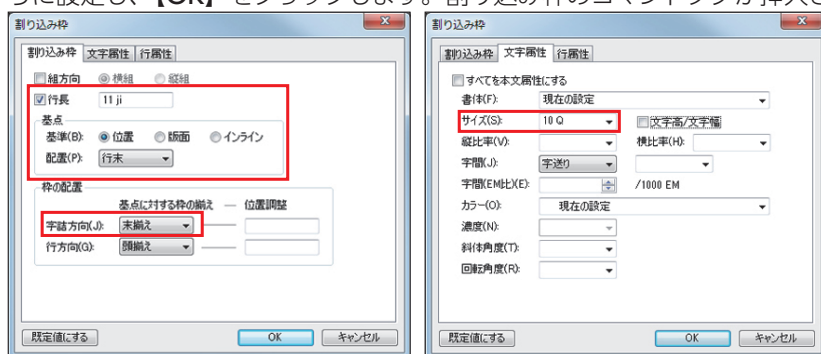 うに設定し、【OK】をクリックします。割り込み枠のコマンドタグが挿入さ
割り込み枠
割り込み枠 文字属性 行属性
組方向 横組 縦組
行長 11 ji
基点
基準(B): 位置 版面 インライン
配置(P): 行末
枠の配置
基点に対する枠の揃え — 位置調整
字詰方向(J): 末揃え
行方向(G): 頭揃え
既定値にする OK キャンセル
割り込み枠
割り込み枠 文字属性 行属性
すべてを本文属性にする
書体(F): 現在の設定
サイズ(S): 10 Q 文字高/文字幅
縦比率(V): 横比率(H):
字間(J): 字送り
字間(EM比)(E): /1000 EM
カラー(O): 現在の設定
濃度(N):
斜体角度(T):
回転角度(R):
既定値にする OK キャンセル